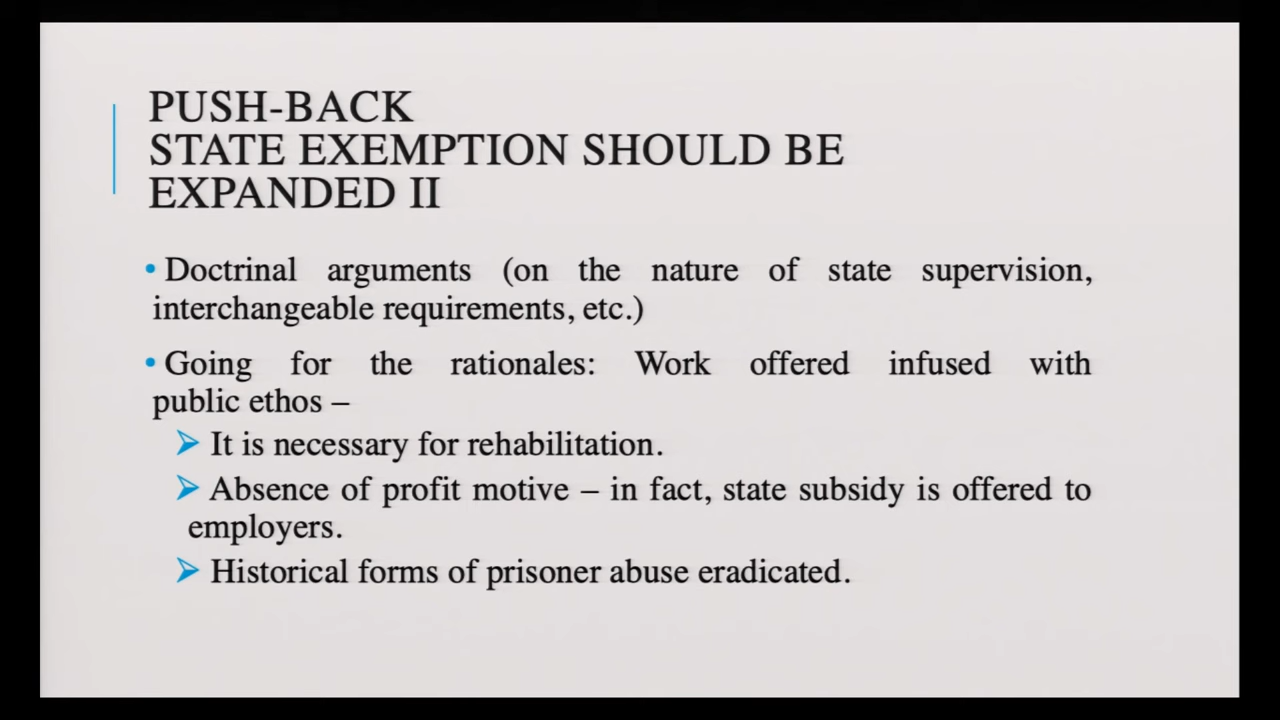 PUSH-BACK
STATE EXEMPTION SHOULD BE
EXPANDED II
• Doctrinal arguments (on the nature of state supervision,
interchangeable requirements, etc.)
• Going for the rationales: Work offered infused with
public ethos –
➢ It is necessary for rehabilitation.
➢ Absence of profit motive – in fact, state subsidy is offered to
employers.
➢ Historical forms of prisoner abuse eradicated.